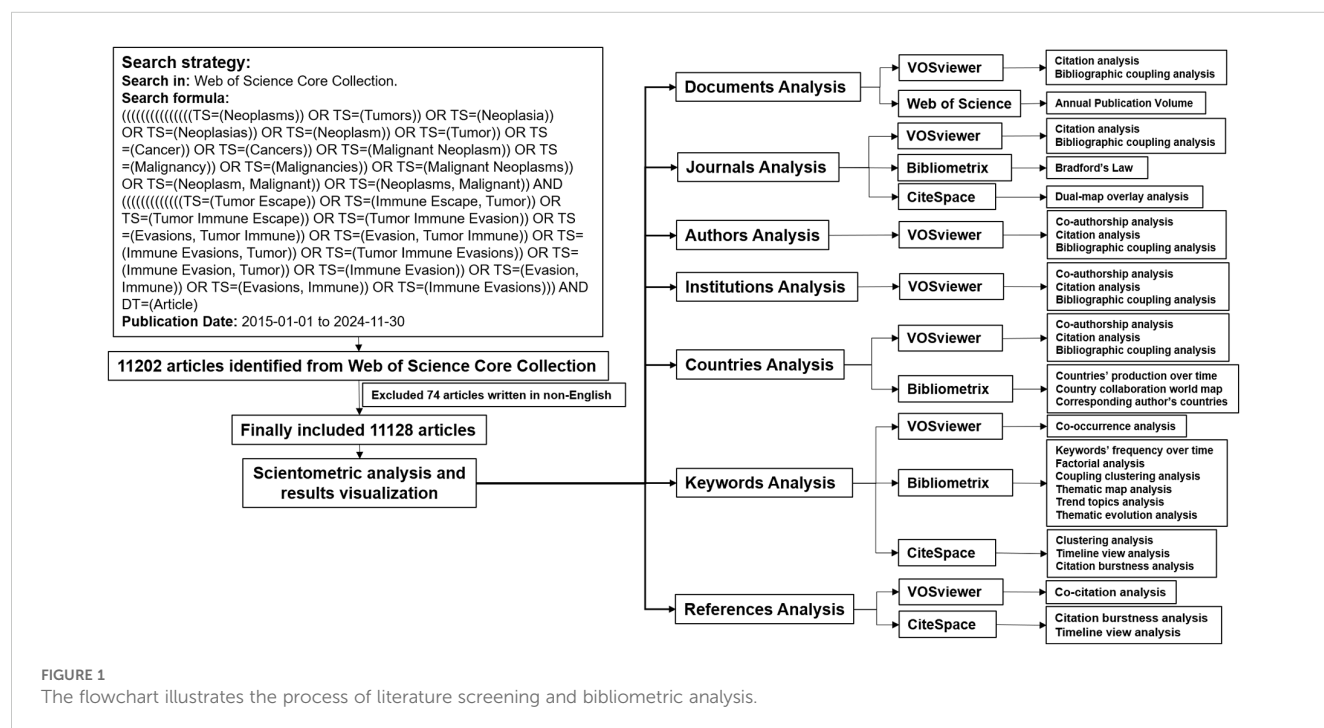 Search strategy:
Search in: Web of Science Core Collection.
Search formula:
(((((((((((((((TS=(Neoplasms)) OR TS=(Tumors)) OR TS=(Neoplasia))
OR TS=(Neoplasias)) OR TS=(Neoplasm)) OR TS=(Tumor)) OR TS
=(Cancer)) OR TS=(Cancers)) OR TS=(Malignant Neoplasm)) OR TS
=(Malignancy)) OR TS=(Malignancies)) OR TS=(Malignant Neoplasms))
OR TS=(Neoplasm, Malignant)) OR TS=(Neoplasms, Malignant)) AND
(((((((((((((TS=(Tumor Escape)) OR TS=(Immune Escape, Tumor)) OR
TS=(Tumor Immune Escape)) OR TS=(Tumor Immune Evasion)) OR TS
=(Evasions, Tumor Immune)) OR TS=(Evasion, Tumor Immune)) OR TS=
(Immune Evasions, Tumor)) OR TS=(Tumor Immune Evasions)) OR TS=
(Immune Evasion, Tumor)) OR TS=(Immune Evasion)) OR TS=(Evasion,
Immune)) OR TS=(Evasions, Immune)) OR TS=(Immune Evasions))) AND
DT=(Article)
Publication Date: 2015-01-01 to 2024-11-30
11202 articles identified from Web of Science Core Collection
Excluded 74 articles written in non-English
Finally included 11128 articles
Scientometric analysis and
results visualization
Documents Analysis
VOSviewer
Citation analysis
Bibliographic coupling analysis
Web of Science
Annual Publication Volume
Journals Analysis
VOSviewer
Citation analysis
Bibliographic coupling analysis
Bibliometrix
Bradford's Law
CiteSpace
Dual-map overlay analysis
Authors Analysis
VOSviewer
Co-authorship analysis
Citation analysis
Bibliographic coupling analysis
Institutions Analysis
VOSviewer
Co-authorship analysis
Citation analysis
Bibliographic coupling analysis
Countries Analysis
VOSviewer
Co-authorship analysis
Citation analysis
Bibliographic coupling analysis
Bibliometrix
Countries' production over time
Country collaboration world map
Corresponding author's countries
Keywords Analysis
VOSviewer
Co-occurrence analysis
Bibliometrix
Keywords' frequency over time
Factorial analysis
Coupling clustering analysis
Thematic map analysis
Trend topics analysis
Thematic evolution analysis
CiteSpace
Clustering analysis
Timeline view analysis
Citation burstness analysis
References Analysis
VOSviewer
Co-citation analysis
CiteSpace
Citation burstness analysis
Timeline view analysis
FIGURE 1
The flowchart illustrates the process of literature screening and bibliometric analysis.